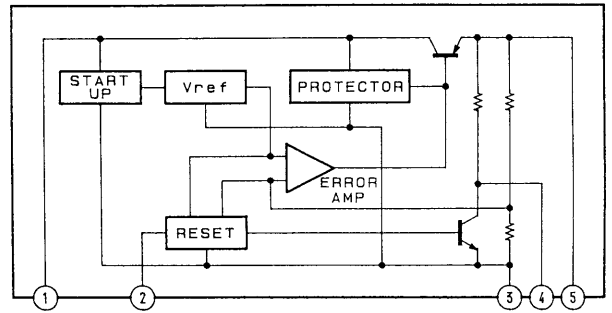 START
UP
Vref
PROTECTOR
ERROR
AMP
RESET
1
2
3
4
5